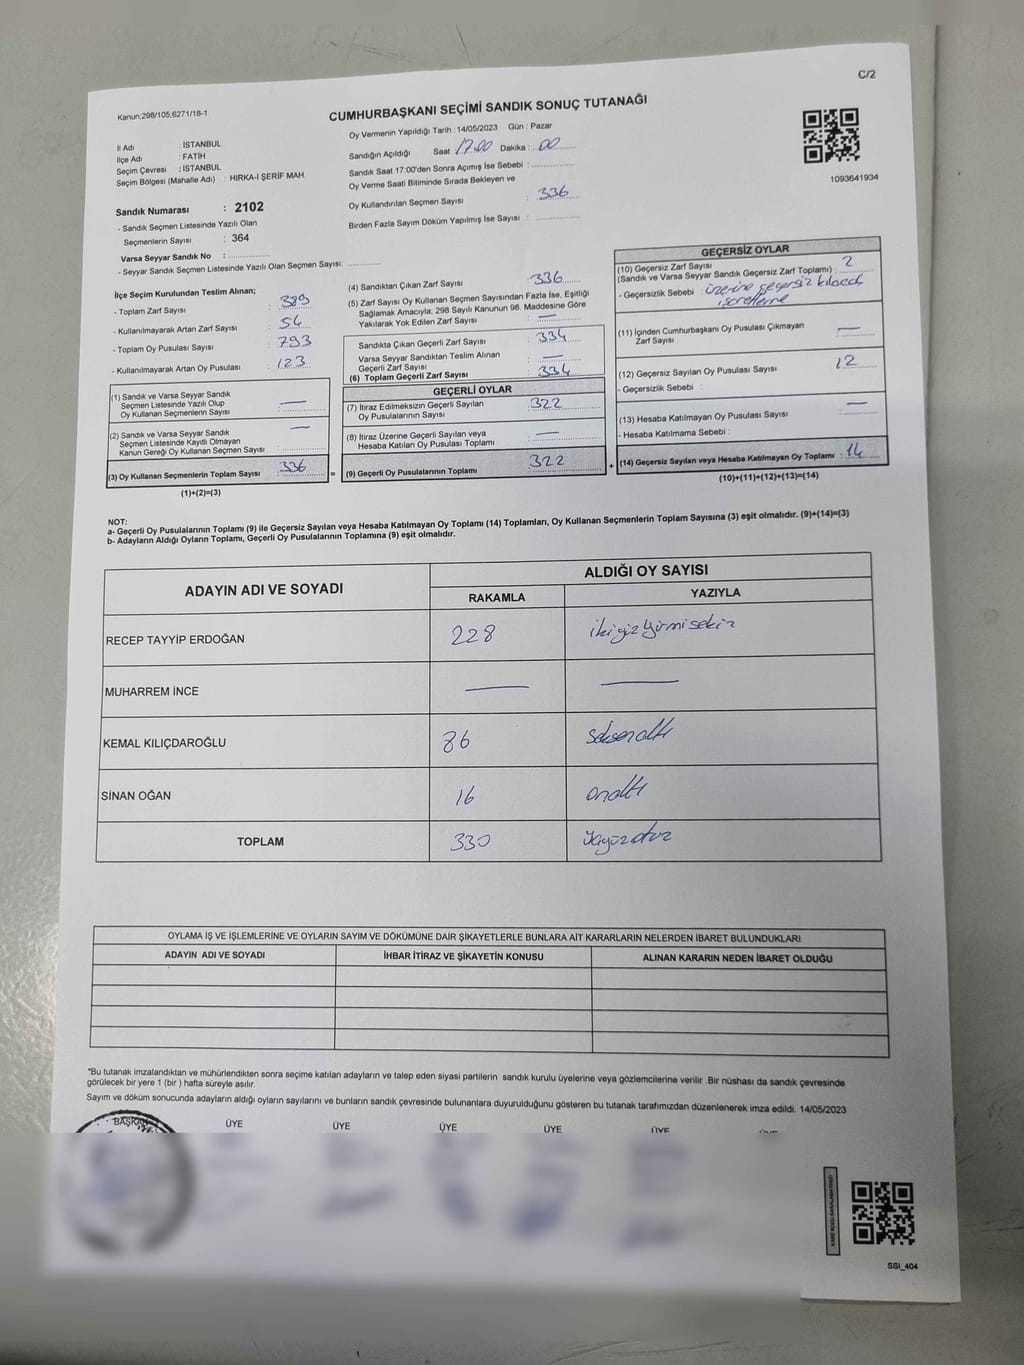 C/2
Kanun;298/105;6271/18-1
CUMHURBAŞKANI SEÇİMİ SANDIK SONUÇ TUTANAĞI
İl Adı : İSTANBUL
İlçe Adı : FATİH
Seçim Çevresi : İSTANBUL
Seçim Bölgesi (Mahalle Adı) : HIRKA-İ ŞERİF MAH.
Oy Vermenin Yapıldığı Tarih : 14/05/2023 Gün : Pazar
Sandığın Açıldığı Saat 17.00 Dakika : 00
Sandık Saat 17:00'den Sonra Açımış İse Sebebi :
Oy Verme Saati Bitiminde Sırada Bekleyen ve
Oy Kullandırılan Seçmen Sayısı : 336
Birden Fazla Sayım Döküm Yapılmış İse Sayısı :
1093641934
Sandık Numarası : 2102
- Sandık Seçmen Listesinde Yazılı Olan
Seçmenlerin Sayısı : 364
Varsa Seyyar Sandık No :
- Seyyar Sandık Seçmen Listesinde Yazılı Olan Seçmen Sayısı:
İlçe Seçim Kurulundan Teslim Alınan;
- Toplam Zarf Sayısı : 389
- Kullanılmayarak Artan Zarf Sayısı : 54
- Toplam Oy Pusulası Sayısı : 793
- Kullanılmayarak Artan Oy Pusulası : 123
(1) Sandık ve Varsa Seyyar Sandık
Seçmen Listesinde Yazılı Olup
Oy Kullanan Seçmenlerin Sayısı : —
(2) Sandık ve Varsa Seyyar Sandık
Seçmen Listesinde Kayıtlı Olmayan
Kanun Gereği Oy Kullanan Seçmen Sayısı : —
(3) Oy Kullanan Seçmenlerin Toplam Sayısı : 336 =
(1)+(2)=(3)
(4) Sandıktan Çıkan Zarf Sayısı : 336
(5) Zarf Sayısı Oy Kullanan Seçmen Sayısından Fazla İse, Eşitliği
Sağlamak Amacıyla; 298 Sayılı Kanunun 98. Maddesine Göre
Yakılarak Yok Edilen Zarf Sayısı : —
Sandıkta Çıkan Geçerli Zarf Sayısı : 334
Varsa Seyyar Sandıktan Teslim Alınan
Geçerli Zarf Sayısı : —
(6) Toplam Geçerli Zarf Sayısı : 334
GEÇERLİ OYLAR
(7) İtiraz Edilmeksizin Geçerli Sayılan
Oy Pusulalarının Sayısı : 322
(8) İtiraz Üzerine Geçerli Sayılan veya
Hesaba Katılan Oy Pusulası Toplamı : —
(9) Geçerli Oy Pusulalarının Toplamı : 322 +
GEÇERSİZ OYLAR
(10) Geçersiz Zarf Sayısı
(Sandık ve Varsa Seyyar Sandık Geçersiz Zarf Toplamı) : 2
- Geçersizlik Sebebi : üzerine geçersiz kılacak
işaretleme
(11) İçinden Cumhurbaşkanı Oy Pusulası Çıkmayan
Zarf Sayısı : —
(12) Geçersiz Sayılan Oy Pusulası Sayısı : 12
- Geçersizlik Sebebi :
(13) Hesaba Katılmayan Oy Pusulası Sayısı : —
- Hesaba Katılmama Sebebi :
(14) Geçersiz Sayılan veya Hesaba Katılmayan Oy Toplamı : 14
(10)+(11)+(12)+(13)=(14)
NOT:
a- Geçerli Oy Pusulalarının Toplamı (9) ile Geçersiz Sayılan veya Hesaba Katılmayan Oy Toplamı (14) Toplamları, Oy Kullanan Seçmenlerin Toplam Sayısına (3) eşit olmalıdır. (9)+(14)=(3)
b- Adayların Aldığı Oyların Toplamı, Geçerli Oy Pusulalarının Toplamına (9) eşit olmalıdır.
ADAYIN ADI VE SOYADI
ALDIĞI OY SAYISI
RAKAMLA YAZIYLA
RECEP TAYYİP ERDOĞAN 228 ikiyüzyirmisekiz
MUHARREM İNCE — —
KEMAL KILIÇDAROĞLU 86 seksenaltı
SİNAN OĞAN 16 onaltı
TOPLAM 330 üçyüzotuz
OYLAMA İŞ VE İŞLEMLERİNE VE OYLARIN SAYIM VE DÖKÜMÜNE DAİR ŞİKAYETLERLE BUNLARA AİT KARARLARIN NELERDEN İBARET BULUNDUKLARI
ADAYIN ADI VE SOYADI İHBAR İTİRAZ VE ŞİKAYETİN KONUSU ALINAN KARARIN NEDEN İBARET OLDUĞU
*Bu tutanak imzalandıktan ve mühürlendikten sonra seçime katılan adayların ve talep eden siyasi partilerin sandık kurulu üyelerine veya gözlemcilerine verilir .Bir nüshası da sandık çevresinde
görülecek bir yere 1 (bir ) hafta süreyle asılır.
Sayım ve döküm sonucunda adayların aldığı oyların sayılarını ve bunların sandık çevresinde bulunanlara duyurulduğunu gösteren bu tutanak tarafımızdan düzenlenerek imza edildi. 14/05/2023
BAŞKAN ÜYE ÜYE ÜYE ÜYE ÜYE
SSI_404